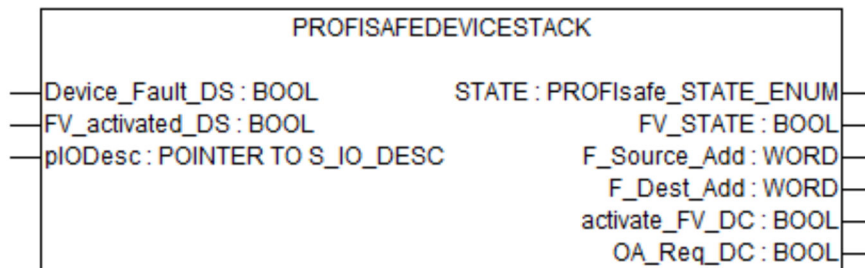 PROFISAFEDEVICESTACK
Device_Fault_DS : BOOL STATE : PROFIsafe_STATE_ENUM
FV_activated_DS : BOOL FV_STATE : BOOL
pIODesc : POINTER TO S_IO_DESC F_Source_Add : WORD
F_Dest_Add : WORD
activate_FV_DC : BOOL
OA_Req_DC : BOOL